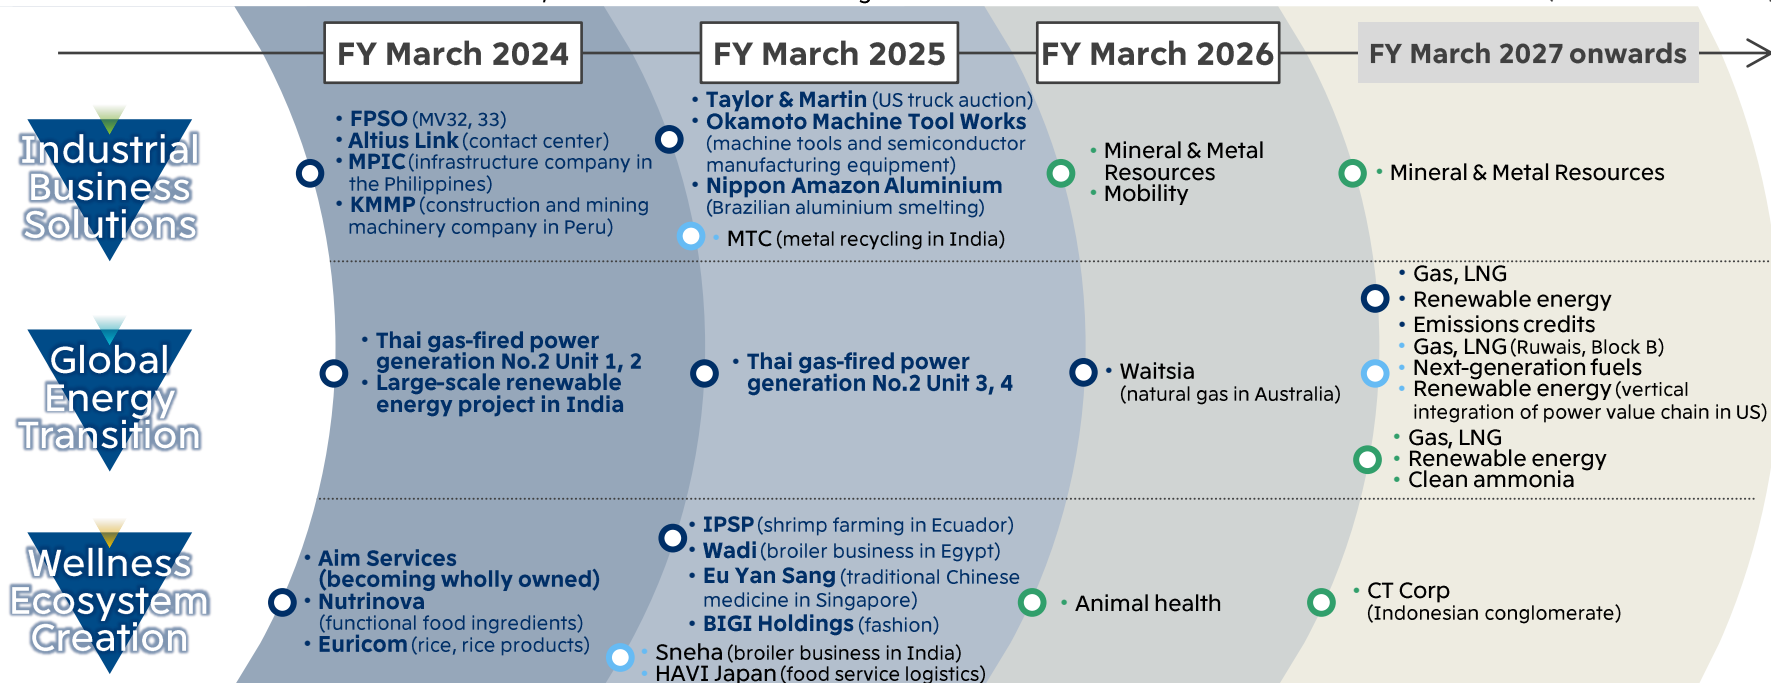 FY March 2024
FY March 2025
FY March 2026
FY March 2027 onwards
Industrial
Business
Solutions
• FPSO (MV32, 33)
• Altius Link (contact center)
• MPIC (infrastructure company in
the Philippines)
• KMMP (construction and mining
machinery company in Peru)
• Taylor & Martin (US truck auction)
• Okamoto Machine Tool Works
(machine tools and semiconductor
manufacturing equipment)
• Nippon Amazon Aluminium
(Brazilian aluminium smelting)
• MTC (metal recycling in India)
• Mineral & Metal
Resources
• Mobility
• Mineral & Metal Resources
Global
Energy
Transition
• Thai gas-fired power
generation No.2 Unit 1, 2
• Large-scale renewable
energy project in India
• Thai gas-fired power
generation No.2 Unit 3, 4
• Waitsia
(natural gas in Australia)
• Gas, LNG
• Renewable energy
• Emissions credits
• Gas, LNG (Ruwais, Block B)
• Next-generation fuels
• Renewable energy (vertical
integration of power value chain in US)
• Gas, LNG
• Renewable energy
• Clean ammonia
Wellness
Ecosystem
Creation
• Aim Services
(becoming wholly owned)
• Nutrinova
(functional food ingredients)
• Euricom (rice, rice products)
• IPSP (shrimp farming in Ecuador)
• Wadi (broiler business in Egypt)
• Eu Yan Sang (traditional Chinese
medicine in Singapore)
• BIGI Holdings (fashion)
• Sneha (broiler business in India)
• HAVI Japan (food service logistics)
• Animal health
• CT Corp
(Indonesian conglomerate)